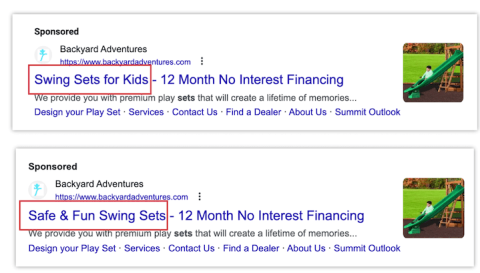 Sponsored
Backyard Adventures
https://www.backyardadventures.com
Swing Sets for Kids - 12 Month No Interest Financing
We provide you with premium play sets that will create a lifetime of memories...
Design your Play Set · Services · Contact Us · Find a Dealer · About Us · Summit Outlook
Sponsored
Backyard Adventures
https://www.backyardadventures.com
Safe & Fun Swing Sets - 12 Month No Interest Financing
We provide you with premium play sets that will create a lifetime of memories...
Design your Play Set · Services · Contact Us · Find a Dealer · About Us · Summit Outlook